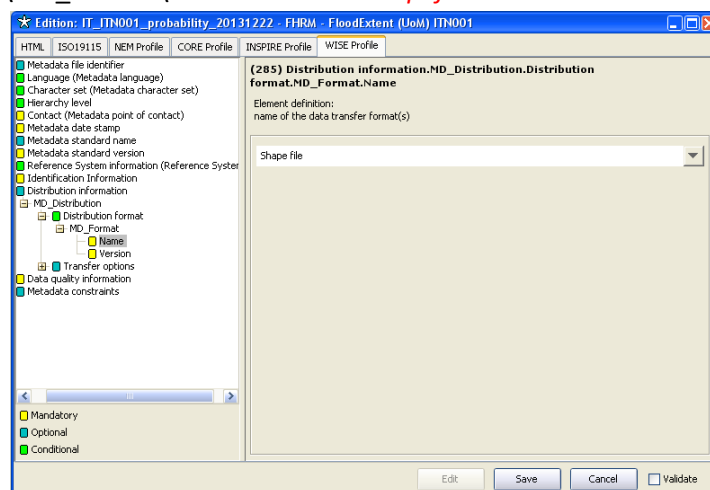 Edition: IT_ITN001_probability_20131222 - FHRM - FloodExtent (UoM) ITN001
HTML ISO19115 NEM Profile CORE Profile INSPIRE Profile WISE Profile
Metadata file identifier
Language (Metadata language)
Character set (Metadata character set)
Hierarchy level
Contact (Metadata point of contact)
Metadata date stamp
Metadata standard name
Metadata standard version
Reference System information (Reference Syster
Identification Information
Distribution information
MD_Distribution
Distribution format
MD_Format
Name
Version
Transfer options
Data quality information
Metadata constraints
Mandatory
Optional
Conditional
(285) Distribution information.MD_Distribution.Distribution
format.MD_Format.Name
Element definition:
name of the data transfer format(s)
Shape file
Edit Save Cancel Validate